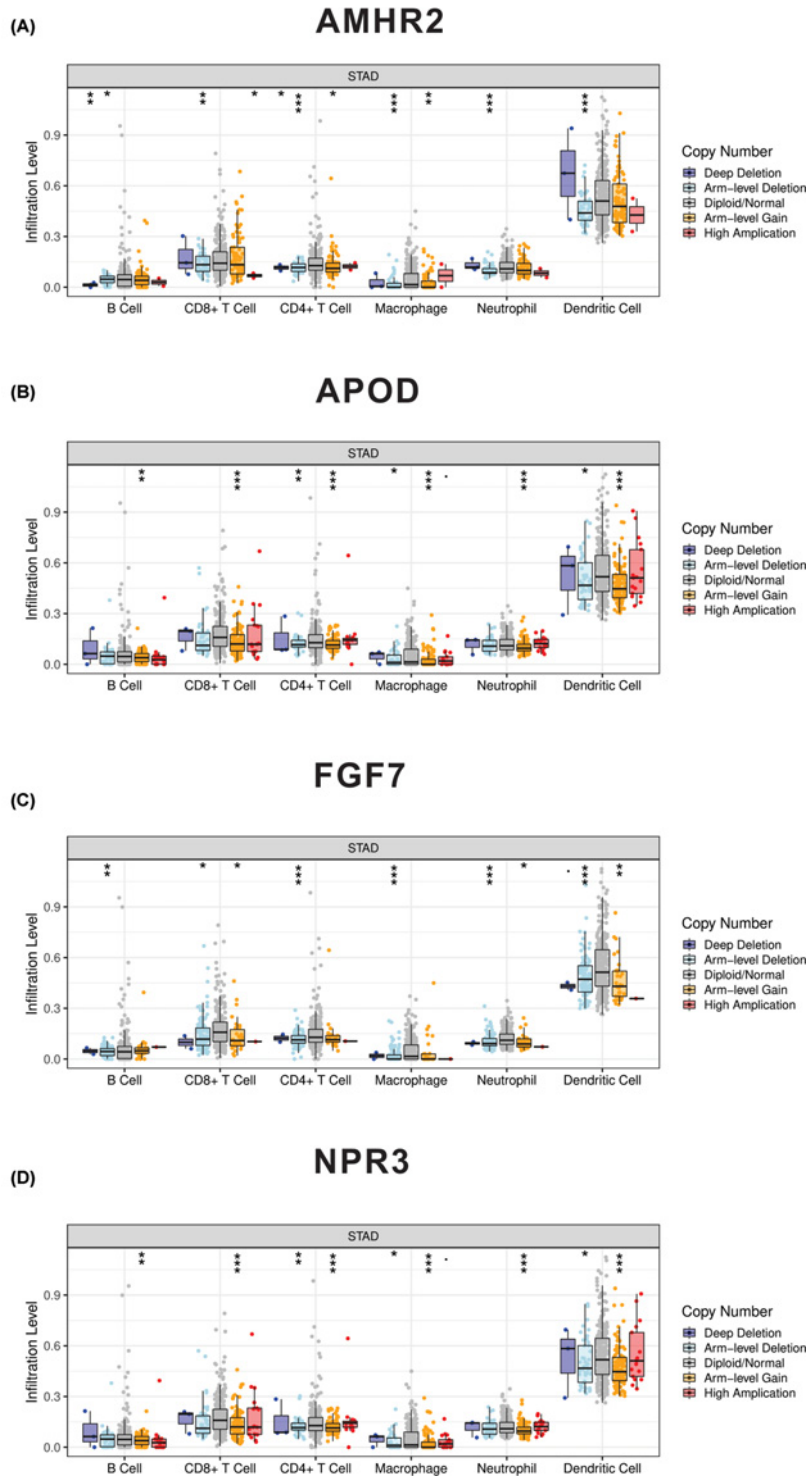 (A)
AMHR2
STAD
** * ** * * *** * *** ** *** ***
0.9
0.6
0.3
0.0
Infiltration Level
B Cell CD8+ T Cell CD4+ T Cell Macrophage Neutrophil Dendritic Cell
Copy Number
Deep Deletion
Arm-level Deletion
Diploid/Normal
Arm-level Gain
High Amplication
(B)
APOD
STAD
** *** ** *** * *** . *** * ***
0.9
0.6
0.3
0.0
Infiltration Level
B Cell CD8+ T Cell CD4+ T Cell Macrophage Neutrophil Dendritic Cell
Copy Number
Deep Deletion
Arm-level Deletion
Diploid/Normal
Arm-level Gain
High Amplication
(C)
FGF7
STAD
** * * *** *** *** * . *** **
0.9
0.6
0.3
0.0
Infiltration Level
B Cell CD8+ T Cell CD4+ T Cell Macrophage Neutrophil Dendritic Cell
Copy Number
Deep Deletion
Arm-level Deletion
Diploid/Normal
Arm-level Gain
High Amplication
(D)
NPR3
STAD
** *** ** *** * *** . *** * ***
0.9
0.6
0.3
0.0
Infiltration Level
B Cell CD8+ T Cell CD4+ T Cell Macrophage Neutrophil Dendritic Cell
Copy Number
Deep Deletion
Arm-level Deletion
Diploid/Normal
Arm-level Gain
High Amplication